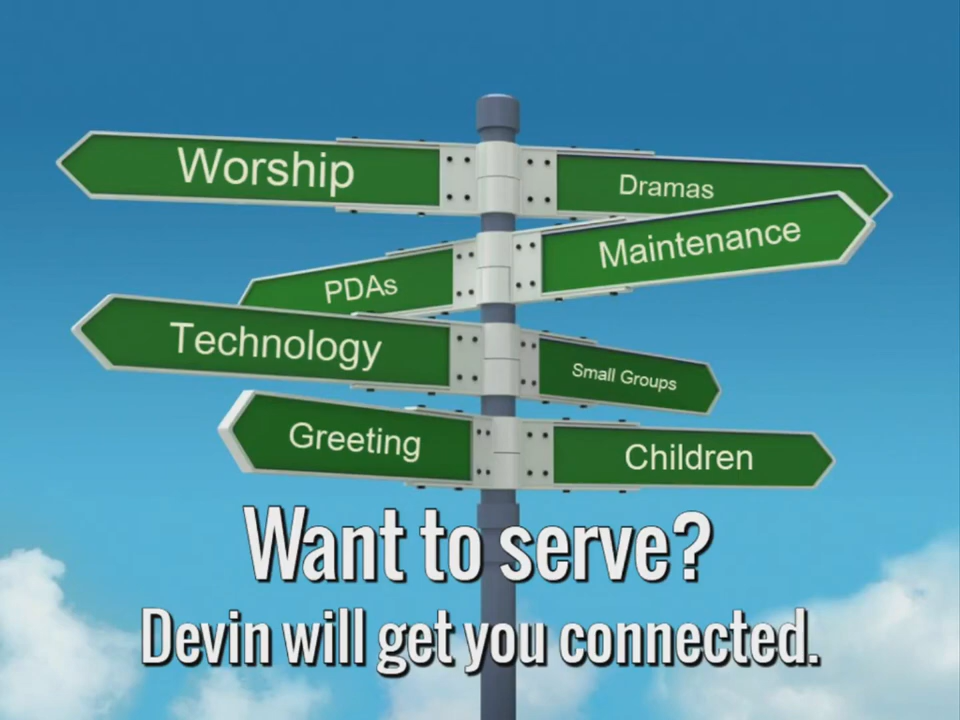 Worship
Dramas
Maintenance
PDAs
Technology
Small Groups
Greeting
Children
Want to serve?
Devin will get you connected.